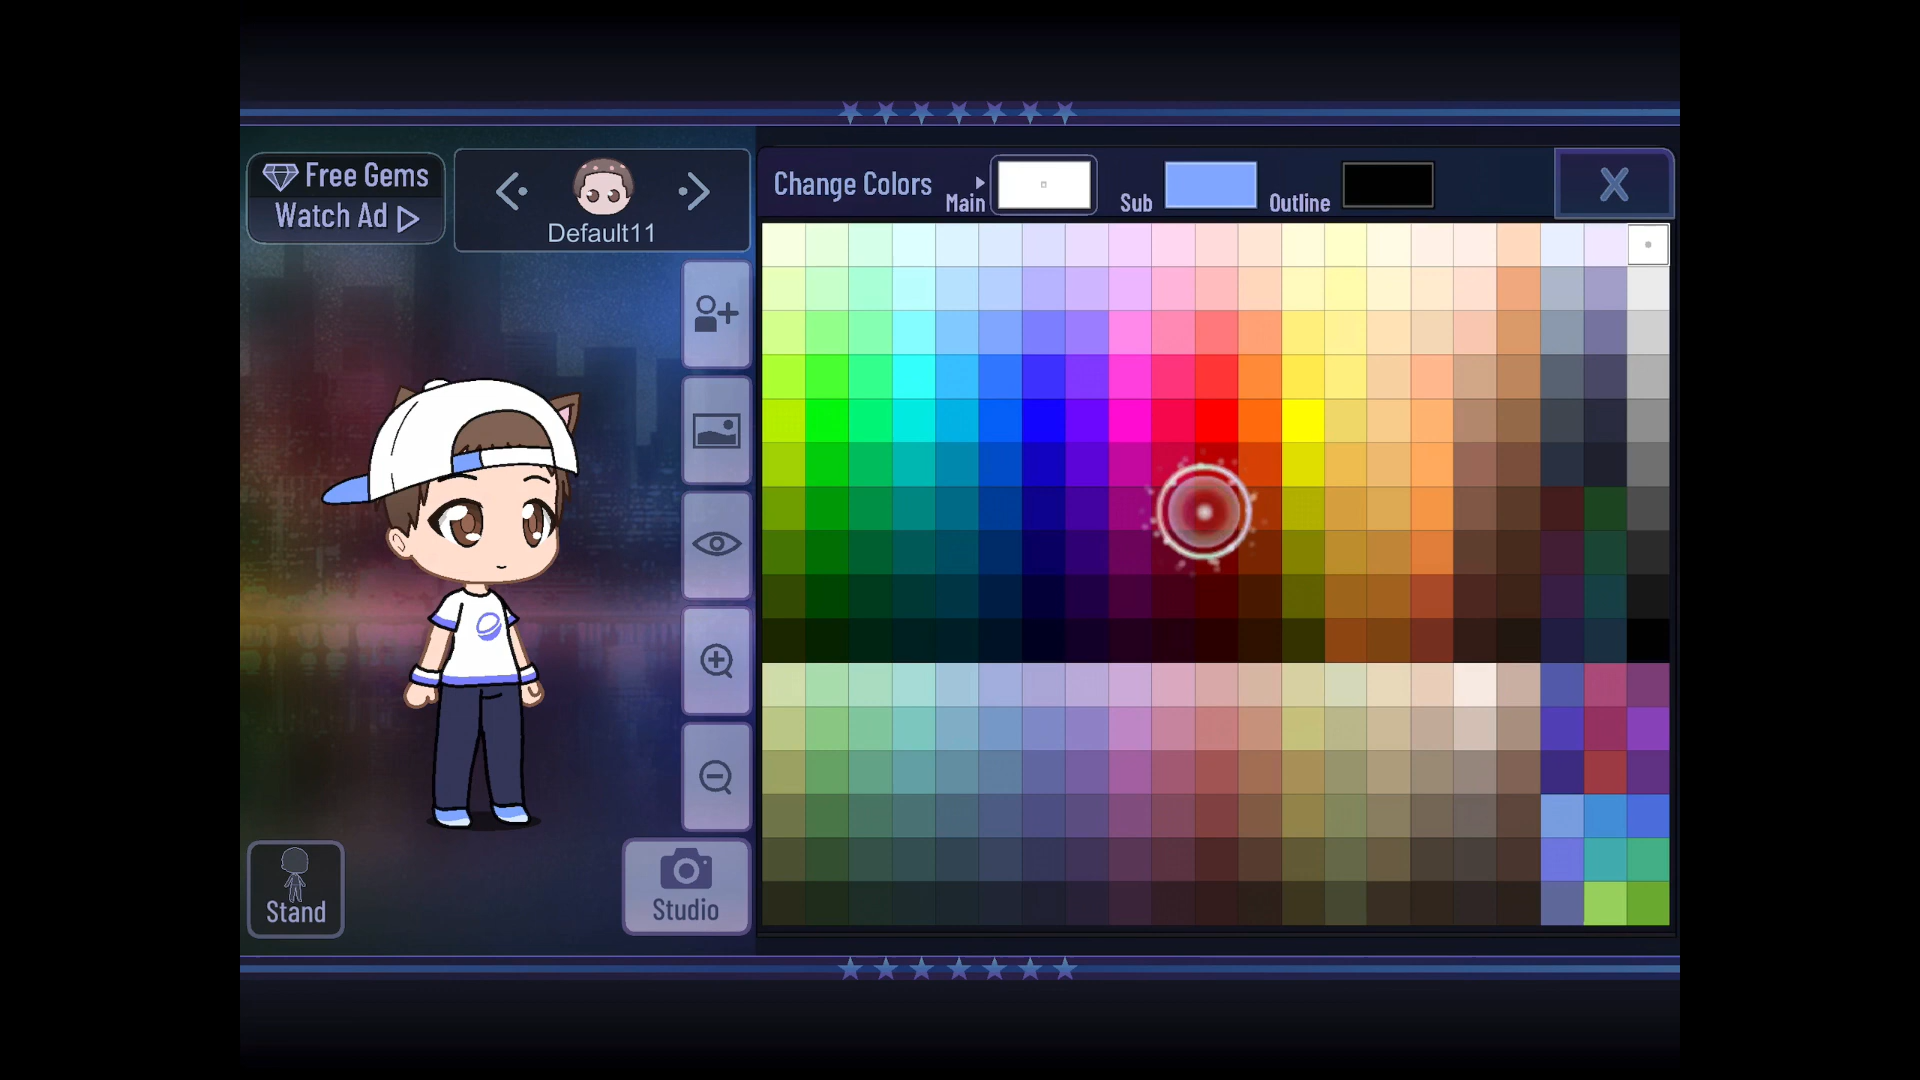 Free Gems
Watch Ad
Default11
Change Colors
Main
Sub
Outline
X
Stand
Studio